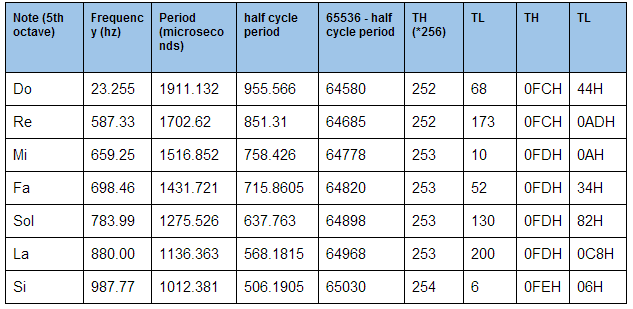 Note (5th octave) Frequency (hz) Period (microseconds) half cycle period 65536 - half cycle period TH (*256) TL TH TL
Do 23.255 1911.132 955.566 64580 252 68 0FCH 44H
Re 587.33 1702.62 851.31 64685 252 173 0FCH 0ADH
Mi 659.25 1516.852 758.426 64778 253 10 0FDH 0AH
Fa 698.46 1431.721 715.8605 64820 253 52 0FDH 34H
Sol 783.99 1275.526 637.763 64898 253 130 0FDH 82H
La 880.00 1136.363 568.1815 64968 253 200 0FDH 0C8H
Si 987.77 1012.381 506.1905 65030 254 6 0FEH 06H